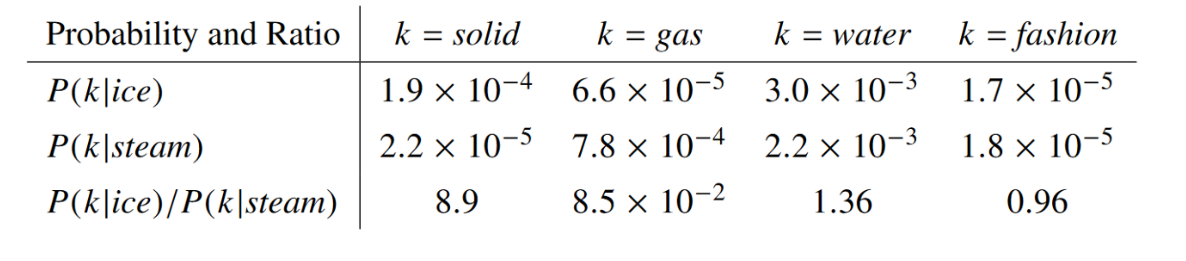 Probability and Ratio k = solid k = gas k = water k = fashion
P(k|ice) 1.9 × 10⁻⁴ 6.6 × 10⁻⁵ 3.0 × 10⁻³ 1.7 × 10⁻⁵
P(k|steam) 2.2 × 10⁻⁵ 7.8 × 10⁻⁴ 2.2 × 10⁻³ 1.8 × 10⁻⁵
P(k|ice)/P(k|steam) 8.9 8.5 × 10⁻² 1.36 0.96